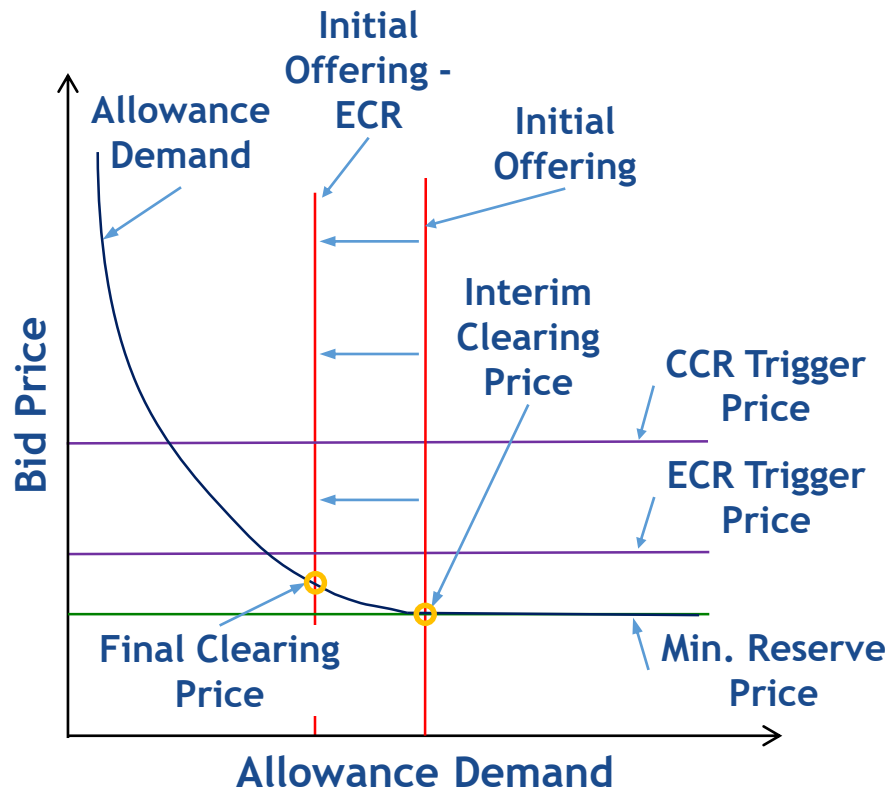 Initial
Offering -
ECR
Allowance
Demand
Initial
Offering
Interim
Clearing
Price
CCR Trigger
Price
ECR Trigger
Price
Bid Price
Final Clearing
Price
Min. Reserve
Price
Allowance Demand